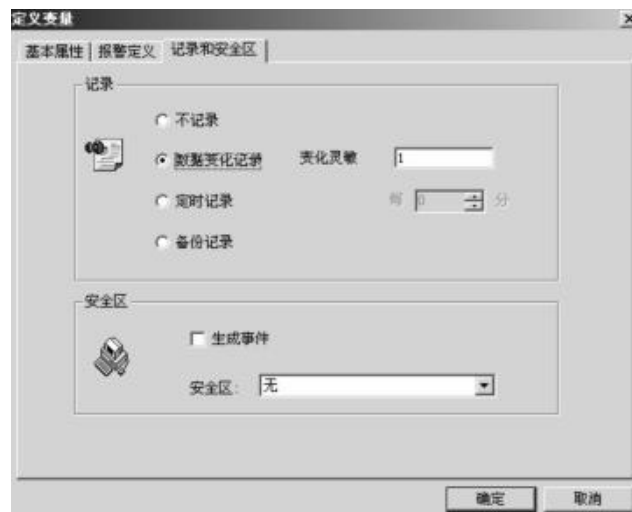 定义变量
基本属性 报警定义 记录和安全区
记录
不记录
数据变化记录 变化灵敏 1
定时记录 每 0 分
备份记录
安全区
生成事件
安全区: 无
确定 取消